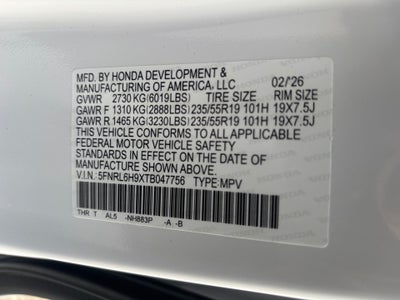 MFD. BY HONDA DEVELOPMENT &
MANUFACTURING OF AMERICA, LLC 02/'26
GVWR 2730 KG(6019LBS) TIRE SIZE RIM SIZE
GAWR F 1310 KG(2888LBS) 235/55R19 101H 19X7.5J
GAWR R 1465 KG(3230LBS) 235/55R19 101H 19X7.5J
THIS VEHICLE CONFORMS TO ALL APPLICABLE
FEDERAL MOTOR VEHICLE SAFETY
STANDARDS IN EFFECT ON THE DATE OF
MANUFACTURE SHOWN ABOVE.
V.I.N.: 5FNRL6H9XTB047756 TYPE:MPV
THR T AL5 -NH883P -A -B